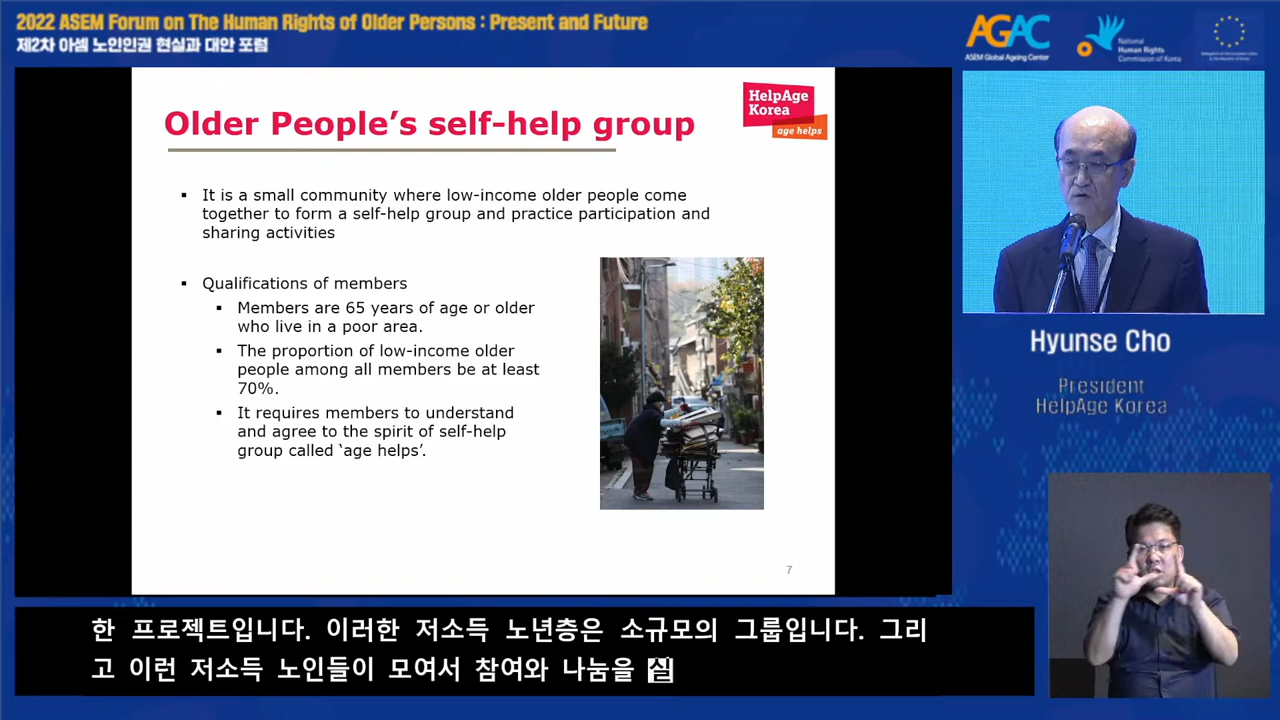 2022 ASEM Forum on The Human Rights of Older Persons : Present and Future
제2차 아셈 노인인권 현실과 대안 포럼
AGAC
ASEM Global Ageing Center
National
Human Rights
Commission of Korea
Older People’s self-help group
HelpAge
Korea
age helps
▪ It is a small community where low-income older people come
together to form a self-help group and practice participation and
sharing activities
▪ Qualifications of members
▪ Members are 65 years of age or older
who live in a poor area.
▪ The proportion of low-income older
people among all members be at least
70%.
▪ It requires members to understand
and agree to the spirit of self-help
group called ‘age helps’.
7
Hyunse Cho
President
HelpAge Korea
한 프로젝트입니다. 이러한 저소득 노년층은 소규모의 그룹입니다. 그리
고 이런 저소득 노인들이 모여서 참여와 나눔을 실